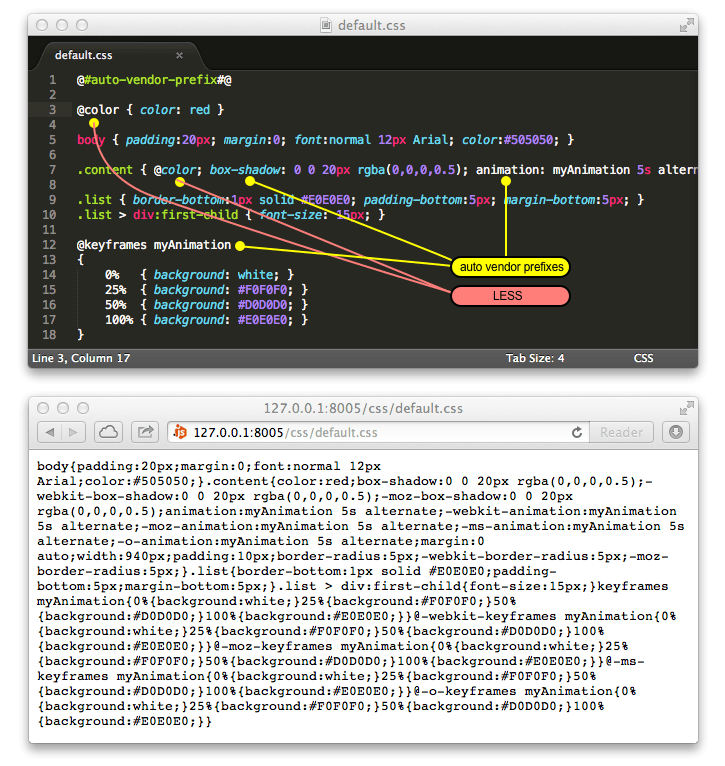 default.css
default.css ×
1 @#auto-vendor-prefix#@
2
3 @color { color: red }
4
5 body { padding:20px; margin:0; font:normal 12px Arial; color:#505050; }
6
7 .content { @color; box-shadow: 0 0 20px rgba(0,0,0,0.5); animation: myAnimation 5s altern
8
9 .list { border-bottom:1px solid #E0E0E0; padding-bottom:5px; margin-bottom:5px; }
10 .list > div:first-child { font-size: 15px; }
11
12 @keyframes myAnimation
13 {
auto vendor prefixes
14 0% { background: white; }
15 25% { background: #F0F0F0; }
LESS
16 50% { background: #D0D0D0; }
17 100% { background: #E0E0E0; }
18 }
Line 3, Column 17 Tab Size: 4 CSS
127.0.0.1:8005/css/default.css
JS 127.0.0.1:8005/css/default.css Reader
body{padding:20px;margin:0;font:normal 12px
Arial;color:#505050;}.content{color:red;box-shadow:0 0 20px rgba(0,0,0,0.5);-
webkit-box-shadow:0 0 20px rgba(0,0,0,0.5);-moz-box-shadow:0 0 20px
rgba(0,0,0,0.5);animation:myAnimation 5s alternate;-webkit-animation:myAnimation
5s alternate;-moz-animation:myAnimation 5s alternate;-ms-animation:myAnimation 5s
alternate;-o-animation:myAnimation 5s alternate;margin:0
auto;width:940px;padding:10px;border-radius:5px;-webkit-border-radius:5px;-moz-
border-radius:5px;}.list{border-bottom:1px solid #E0E0E0;padding-
bottom:5px;margin-bottom:5px;}.list > div:first-child{font-size:15px;}keyframes
myAnimation{0%{background:white;}25%{background:#F0F0F0;}50%
{background:#D0D0D0;}100%{background:#E0E0E0;}}@-webkit-keyframes myAnimation{0%
{background:white;}25%{background:#F0F0F0;}50%{background:#D0D0D0;}100%
{background:#E0E0E0;}}@-moz-keyframes myAnimation{0%{background:white;}25%
{background:#F0F0F0;}50%{background:#D0D0D0;}100%{background:#E0E0E0;}}@-ms-
keyframes myAnimation{0%{background:white;}25%{background:#F0F0F0;}50%
{background:#D0D0D0;}100%{background:#E0E0E0;}}@-o-keyframes myAnimation{0%
{background:white;}25%{background:#F0F0F0;}50%{background:#D0D0D0;}100%
{background:#E0E0E0;}}